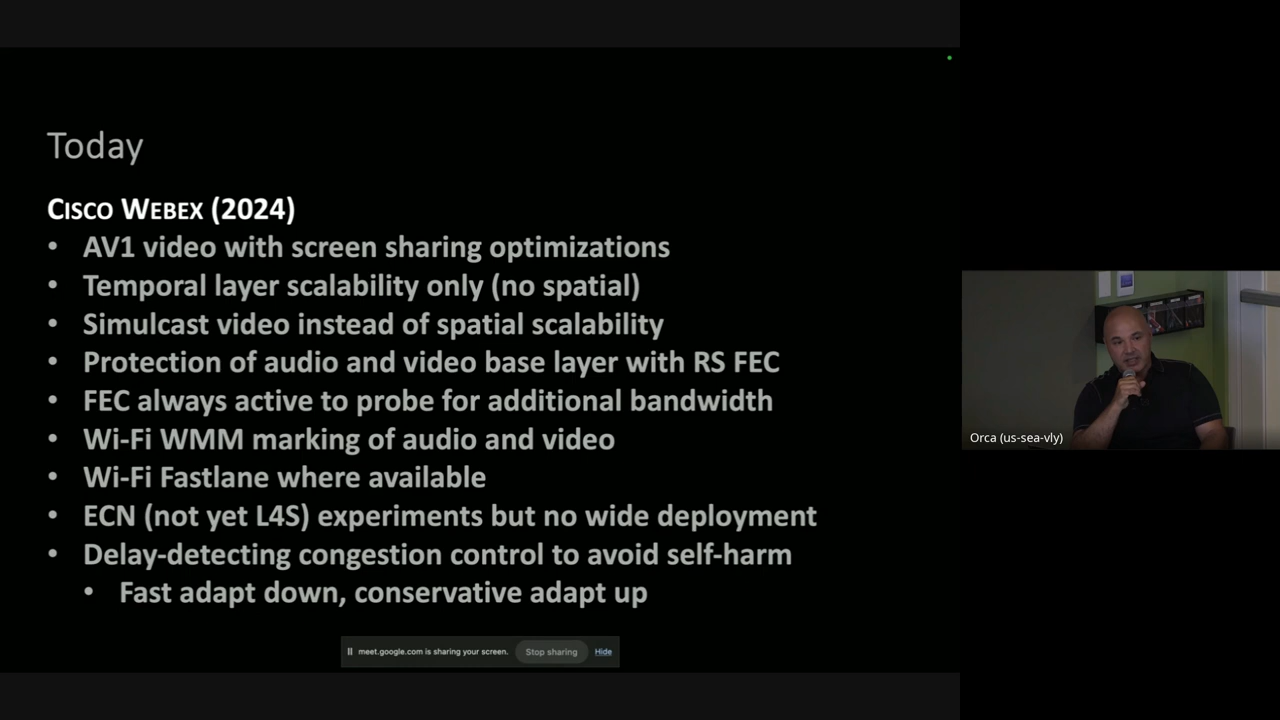 Today
CISCO WEBEX (2024)
• AV1 video with screen sharing optimizations
• Temporal layer scalability only (no spatial)
• Simulcast video instead of spatial scalability
• Protection of audio and video base layer with RS FEC
• FEC always active to probe for additional bandwidth
• Wi-Fi WMM marking of audio and video
• Wi-Fi Fastlane where available
• ECN (not yet L4S) experiments but no wide deployment
• Delay-detecting congestion control to avoid self-harm
• Fast adapt down, conservative adapt up
meet.google.com is sharing your screen. Stop sharing Hide
Orca (us-sea-vly)